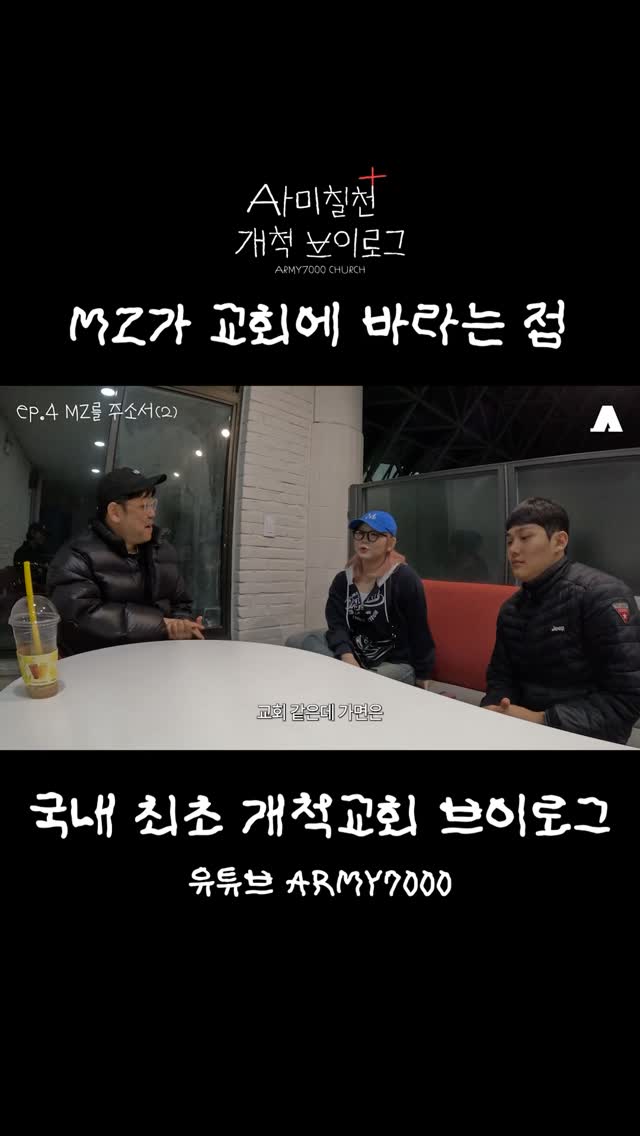 사미칠천
개척 브이로그
ARMY7000 CHURCH
MZ가 교회에 바라는 점
ep.4 MZ를 주소서(2)
M
Jeep
교회 같은데 가면은
국내 최초 개척교회 브이로그
유튜브 ARMY7000